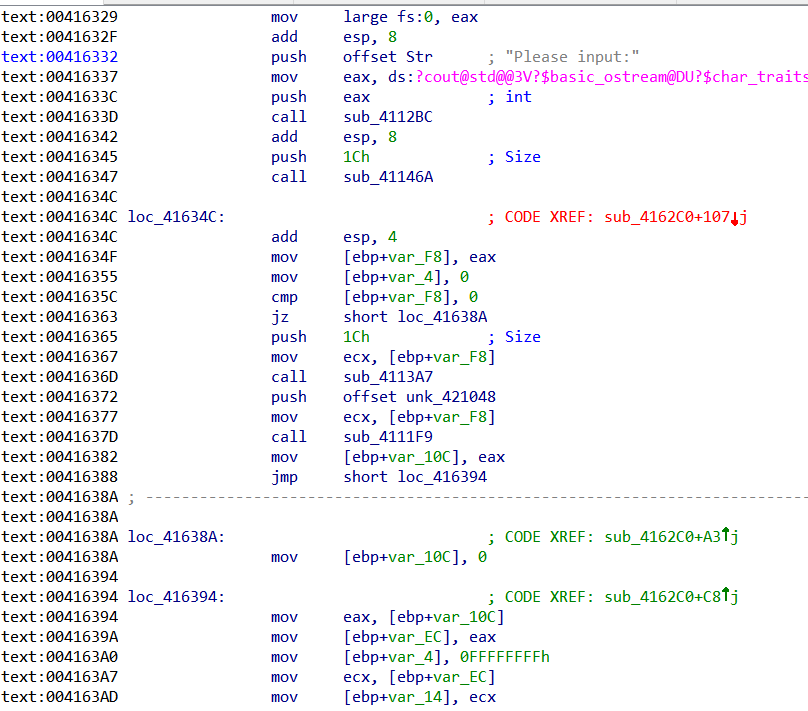 text:00416329 mov large fs:0, eax
text:0041632F add esp, 8
text:00416332 push offset Str ; "Please input:"
text:00416337 mov eax, ds:?cout@std@@3V?$basic_ostream@DU?$char_traits
text:0041633C push eax ; int
text:0041633D call sub_4112BC
text:00416342 add esp, 8
text:00416345 push 1Ch ; Size
text:00416347 call sub_41146A
text:0041634C
text:0041634C loc_41634C: ; CODE XREF: sub_4162C0+107↓j
text:0041634C add esp, 4
text:0041634F mov [ebp+var_F8], eax
text:00416355 mov [ebp+var_4], 0
text:0041635C cmp [ebp+var_F8], 0
text:00416363 jz short loc_41638A
text:00416365 push 1Ch ; Size
text:00416367 mov ecx, [ebp+var_F8]
text:0041636D call sub_4113A7
text:00416372 push offset unk_421048
text:00416377 mov ecx, [ebp+var_F8]
text:0041637D call sub_4111F9
text:00416382 mov [ebp+var_10C], eax
text:00416388 jmp short loc_416394
text:0041638A ; ---------------------------------------------------------------------------
text:0041638A
text:0041638A loc_41638A: ; CODE XREF: sub_4162C0+A3↑j
text:0041638A mov [ebp+var_10C], 0
text:00416394
text:00416394 loc_416394: ; CODE XREF: sub_4162C0+C8↑j
text:00416394 mov eax, [ebp+var_10C]
text:0041639A mov [ebp+var_EC], eax
text:004163A0 mov [ebp+var_4], 0FFFFFFFFh
text:004163A7 mov ecx, [ebp+var_EC]
text:004163AD mov [ebp+var_14], ecx